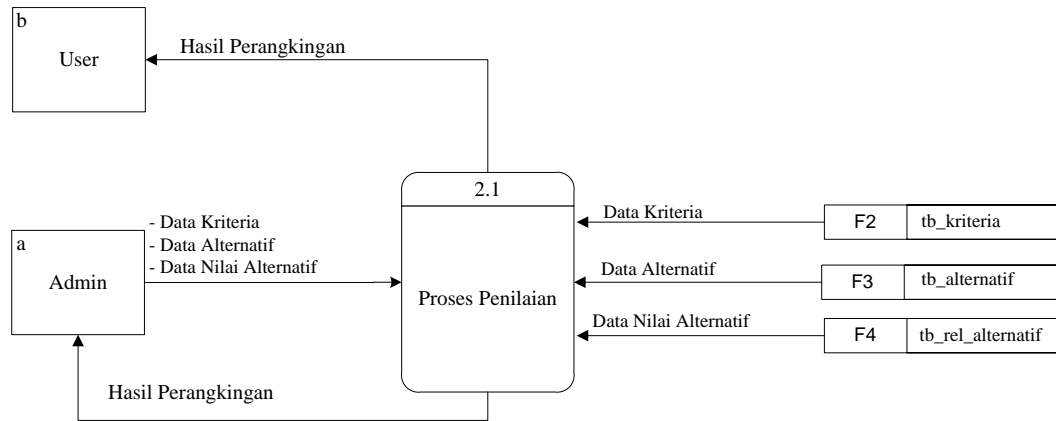 b
User
Hasil Perangkingan
2.1
Proses Penilaian
a
Admin
- Data Kriteria
- Data Alternatif
- Data Nilai Alternatif
Hasil Perangkingan
Data Kriteria
F2 tb_kriteria
Data Alternatif
F3 tb_alternatif
Data Nilai Alternatif
F4 tb_rel_alternatif